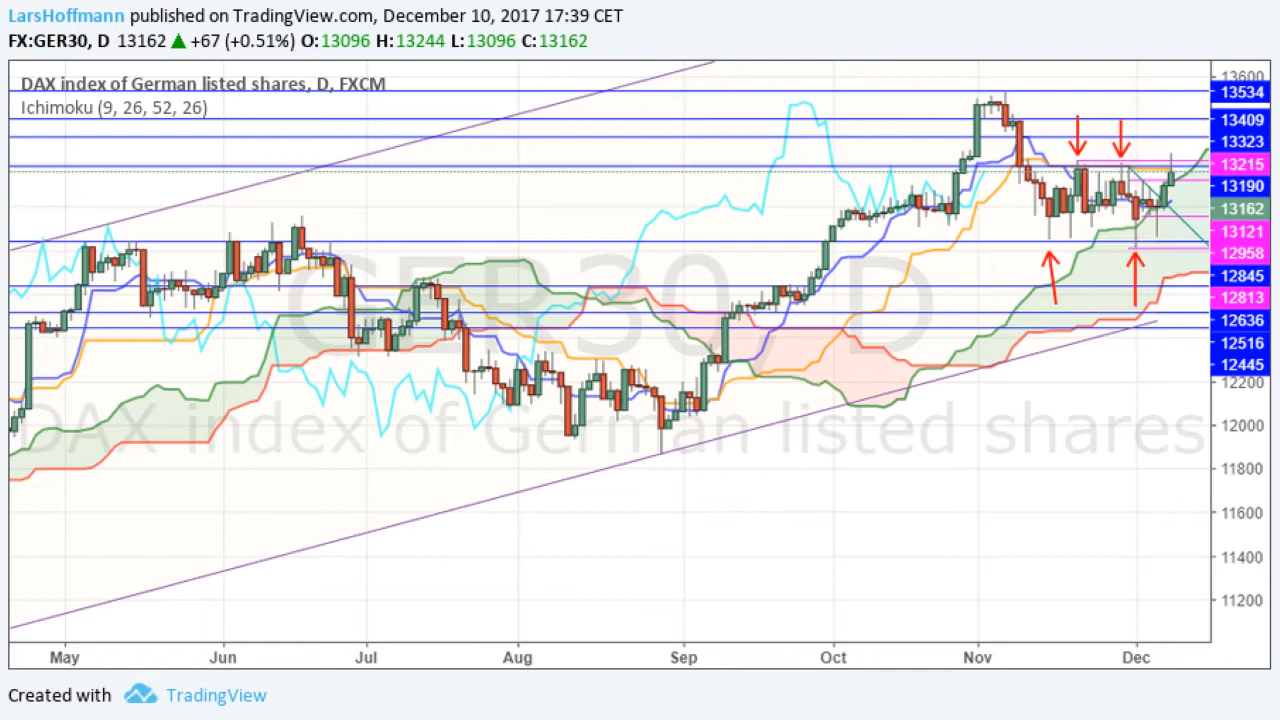 LarsHoffmann published on TradingView.com, December 10, 2017 17:39 CET
FX:GER30, D 13162 ▲ +67 (+0.51%) O:13096 H:13244 L:13096 C:13162
DAX index of German listed shares, D, FXCM
Ichimoku (9, 26, 52, 26)
GER30, D
DAX index of German listed shares
13600
13534
13409
13323
13215
13190
13162
13121
12958
12845
12813
12636
12516
12445
12200
12000
11800
11600
11400
11200
May Jun Jul Aug Sep Oct Nov Dec
Created with TradingView